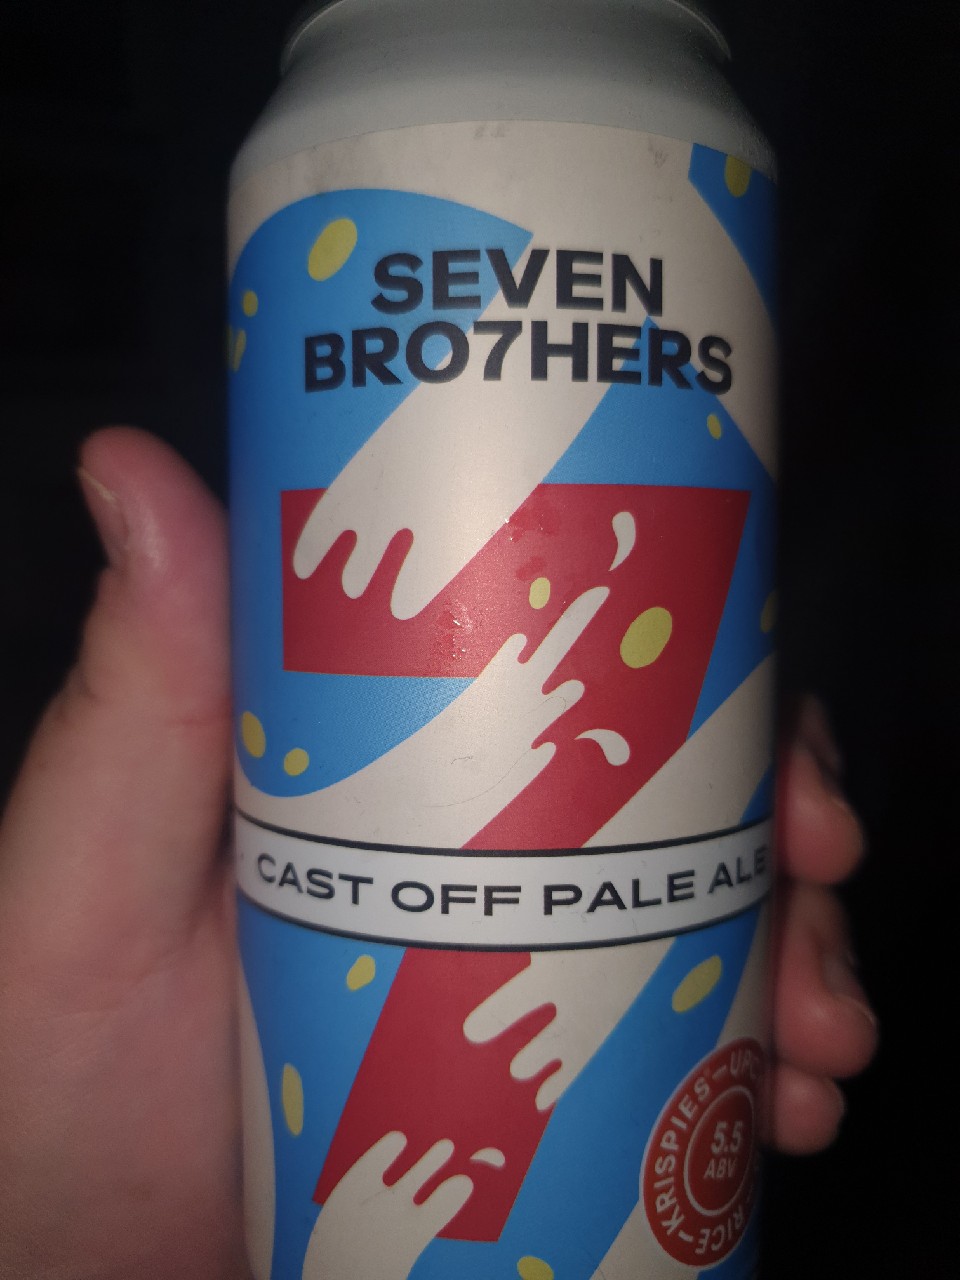 SEVEN
BRO7HERS
CAST OFF PALE ALE
RICE KRISPIES
5.5
ABV